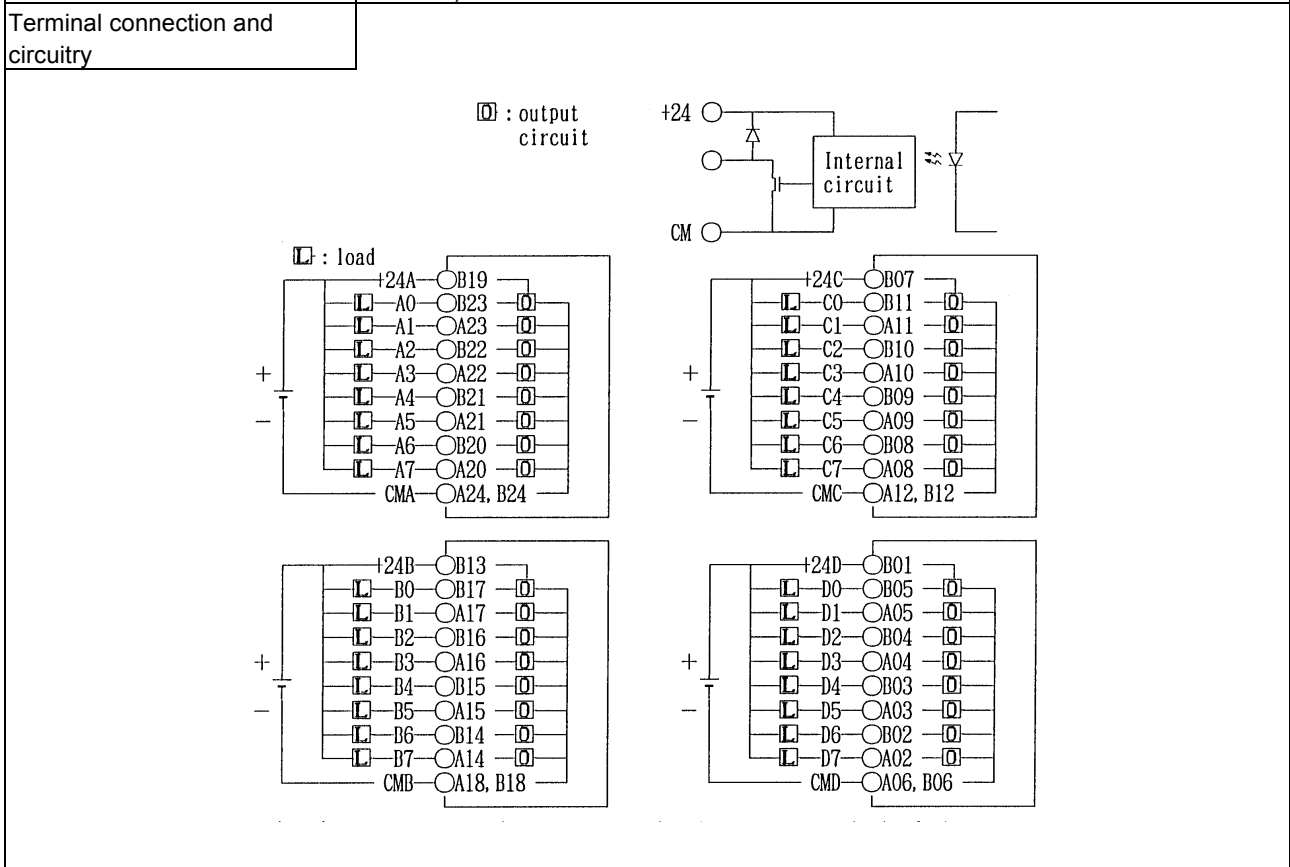 Terminal connection and
circuitry
O : output
circuit
+24
Internal
circuit
CM
L : load
+24A B19
L A0 B23 O
L A1 A23 O
L A2 B22 O
L A3 A22 O
L A4 B21 O
L A5 A21 O
L A6 B20 O
L A7 A20 O
CMA A24, B24
+
−
+24C B07
L C0 B11 O
L C1 A11 O
L C2 B10 O
L C3 A10 O
L C4 B09 O
L C5 A09 O
L C6 B08 O
L C7 A08 O
CMC A12, B12
+
−
+24B B13
L B0 B17 O
L B1 A17 O
L B2 B16 O
L B3 A16 O
L B4 B15 O
L B5 A15 O
L B6 B14 O
L B7 A14 O
CMB A18, B18
+
−
+24D B01
L D0 B05 O
L D1 A05 O
L D2 B04 O
L D3 A04 O
L D4 B03 O
L D5 A03 O
L D6 B02 O
L D7 A02 O
CMD A06, B06
+
−